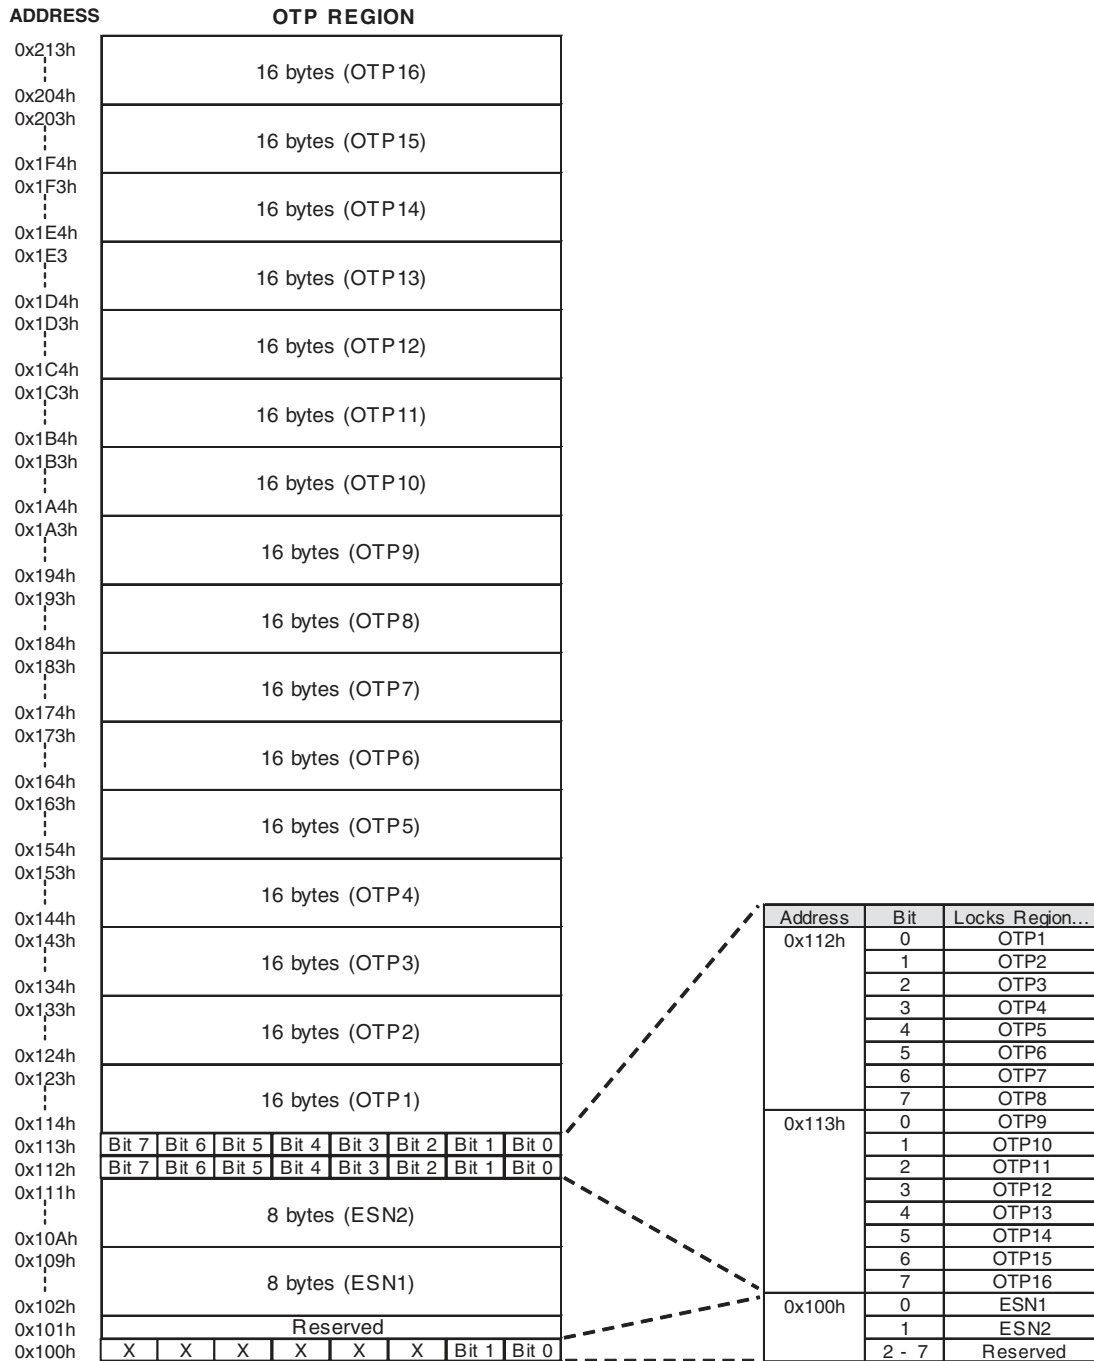 ADDRESS OTP REGION
0x213h
16 bytes (OTP16)
0x204h
0x203h
16 bytes (OTP15)
0x1F4h
0x1F3h
16 bytes (OTP14)
0x1E4h
0x1E3
16 bytes (OTP13)
0x1D4h
0x1D3h
16 bytes (OTP12)
0x1C4h
0x1C3h
16 bytes (OTP11)
0x1B4h
0x1B3h
16 bytes (OTP10)
0x1A4h
0x1A3h
16 bytes (OTP9)
0x194h
0x193h
16 bytes (OTP8)
0x184h
0x183h
16 bytes (OTP7)
0x174h
0x173h
16 bytes (OTP6)
0x164h
0x163h
16 bytes (OTP5)
0x154h
0x153h
16 bytes (OTP4)
0x144h
0x143h
16 bytes (OTP3)
0x134h
0x133h
16 bytes (OTP2)
0x124h
0x123h
16 bytes (OTP1)
0x114h
0x113h Bit 7 Bit 6 Bit 5 Bit 4 Bit 3 Bit 2 Bit 1 Bit 0
0x112h Bit 7 Bit 6 Bit 5 Bit 4 Bit 3 Bit 2 Bit 1 Bit 0
0x111h
8 bytes (ESN2)
0x10Ah
0x109h
8 bytes (ESN1)
0x102h
0x101h Reserved
0x100h X X X X X X Bit 1 Bit 0
Address Bit Locks Region...
0x112h 0 OTP1
1 OTP2
2 OTP3
3 OTP4
4 OTP5
5 OTP6
6 OTP7
7 OTP8
0x113h 0 OTP9
1 OTP10
2 OTP11
3 OTP12
4 OTP13
5 OTP14
6 OTP15
7 OTP16
0x100h 0 ESN1
1 ESN2
2 - 7 Reserved